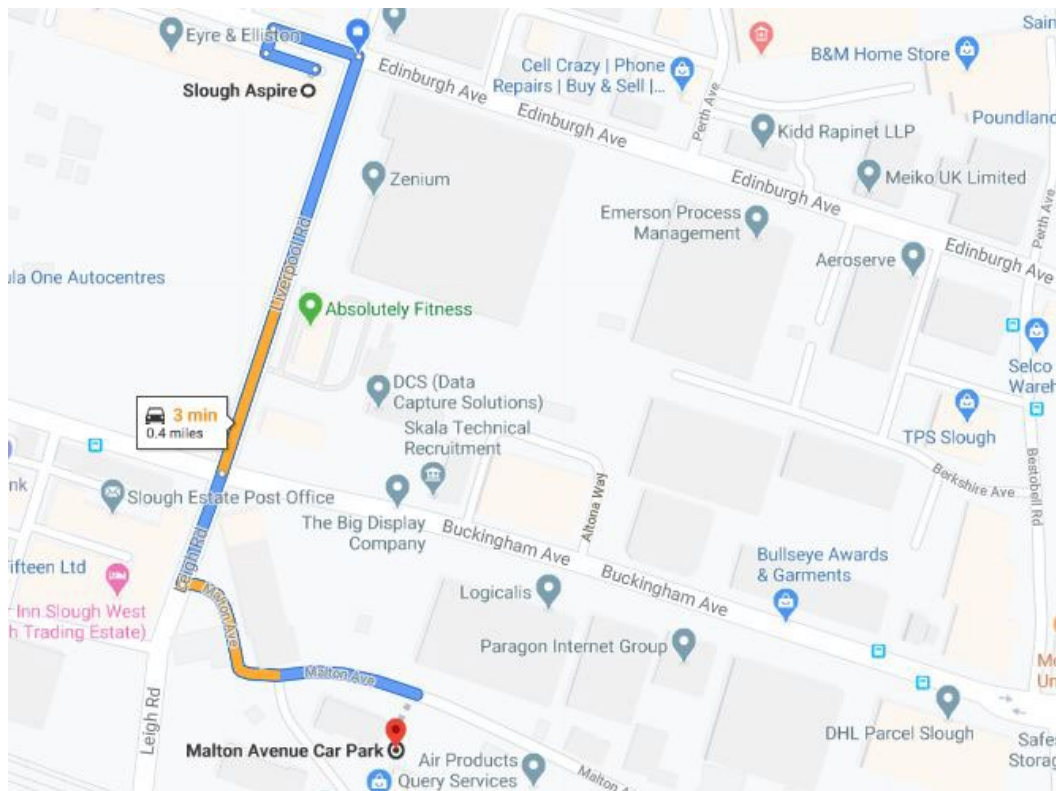 Eyre & Elliston
Slough Aspire
Edinburgh Ave
Cell Crazy | Phone
Repairs | Buy & Sell |...
Perth Ave
Sain
B&M Home Store
Poundland
Kidd Rapinet LLP
Meiko UK Limited
Edinburgh Ave
Perth Ave
Zenium
Emerson Process
Management
Edinburgh Ave
Aeroserve
Liverpool Rd
ula One Autocentres
Absolutely Fitness
Selco
Wareh
DCS (Data
Capture Solutions)
3 min
0.4 miles
Skala Technical
Recruitment
TPS Slough
Berkshire Ave
Bestobell Rd
nk
Slough Estate Post Office
The Big Display
Company
Buckingham Ave
Altona Way
Leigh Rd
ifteen Ltd
Buckingham Ave
Bullseye Awards
& Garments
Logicalis
r Inn Slough West
h Trading Estate)
Malton Ave
Paragon Internet Group
Malton Ave
Mc
Un
Leigh Rd
DHL Parcel Slough
Malton Avenue Car Park
Air Products
Query Services
Malton A
Safes
Storag